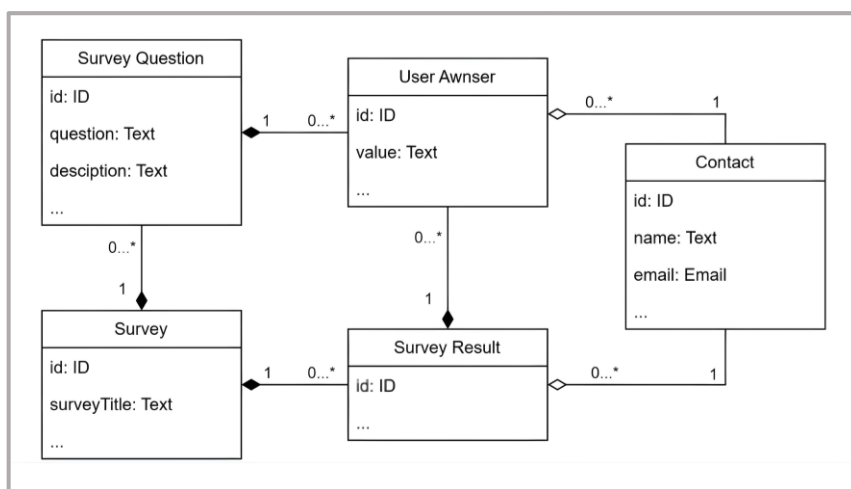 Survey Question
id: ID
question: Text
desciption: Text
...
1
0...*
User Awnser
id: ID
value: Text
...
0...*
1
Contact
id: ID
name: Text
email: Email
...
0...*
1
0...*
1
Survey
id: ID
surveyTitle: Text
...
1
0...*
Survey Result
id: ID
...
0...*
1